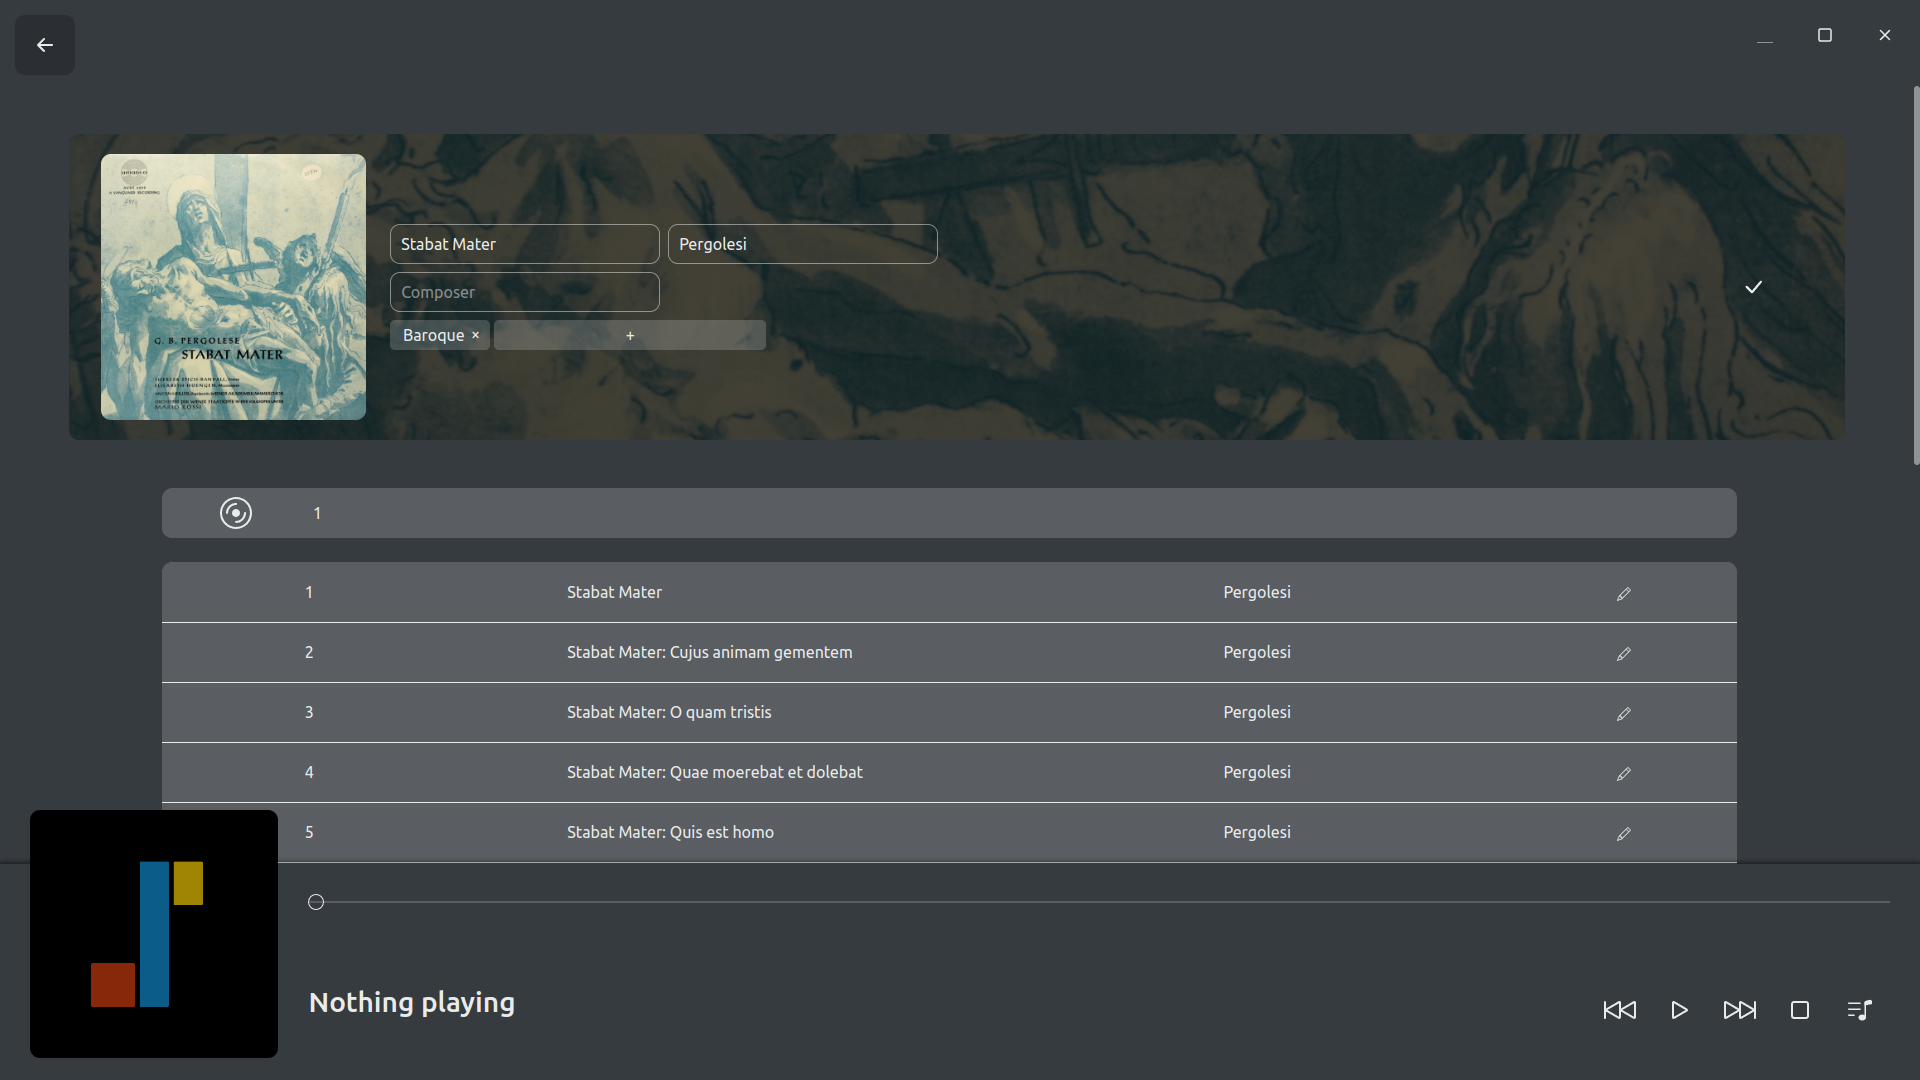 Stabat Mater
Pergolesi
Composer
Baroque ×
+
G. B. PERGOLESE
STABAT MATER
MARIO ROSSI
1
1 Stabat Mater Pergolesi
2 Stabat Mater: Cujus animam gementem Pergolesi
3 Stabat Mater: O quam tristis Pergolesi
4 Stabat Mater: Quae moerebat et dolebat Pergolesi
5 Stabat Mater: Quis est homo Pergolesi
Nothing playing